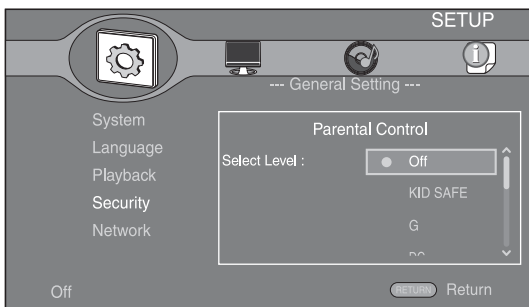 SETUP
--- General Setting ---
System
Language
Playback
Security
Network
Parental Control
Select Level :
Off
KID SAFE
G
Off
RETURN Return